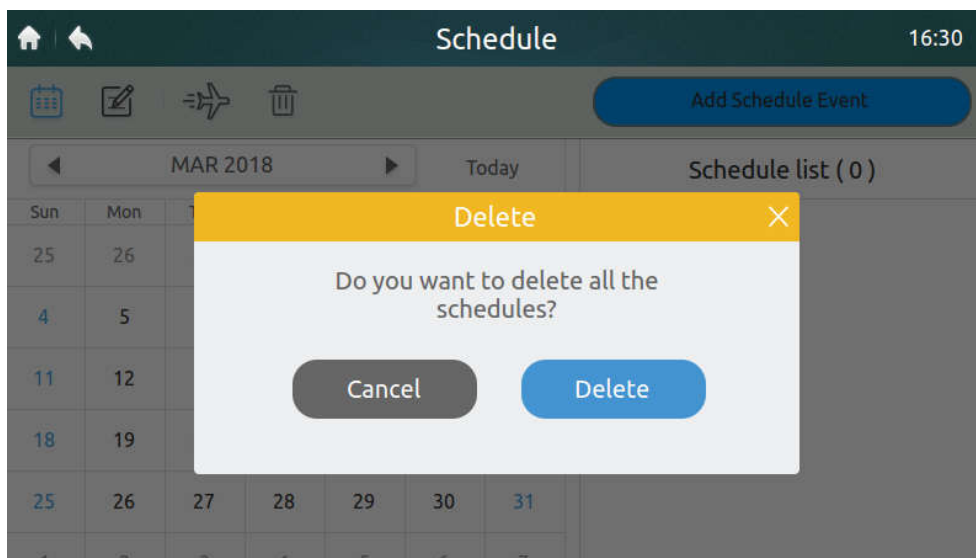 Schedule
16:30
Add Schedule Event
MAR 2018
Today
Schedule list ( 0 )
Sun Mon
25 26
4 5
11 12
18 19
25 26 27 28 29 30 31
Delete
Do you want to delete all the
schedules?
Cancel Delete